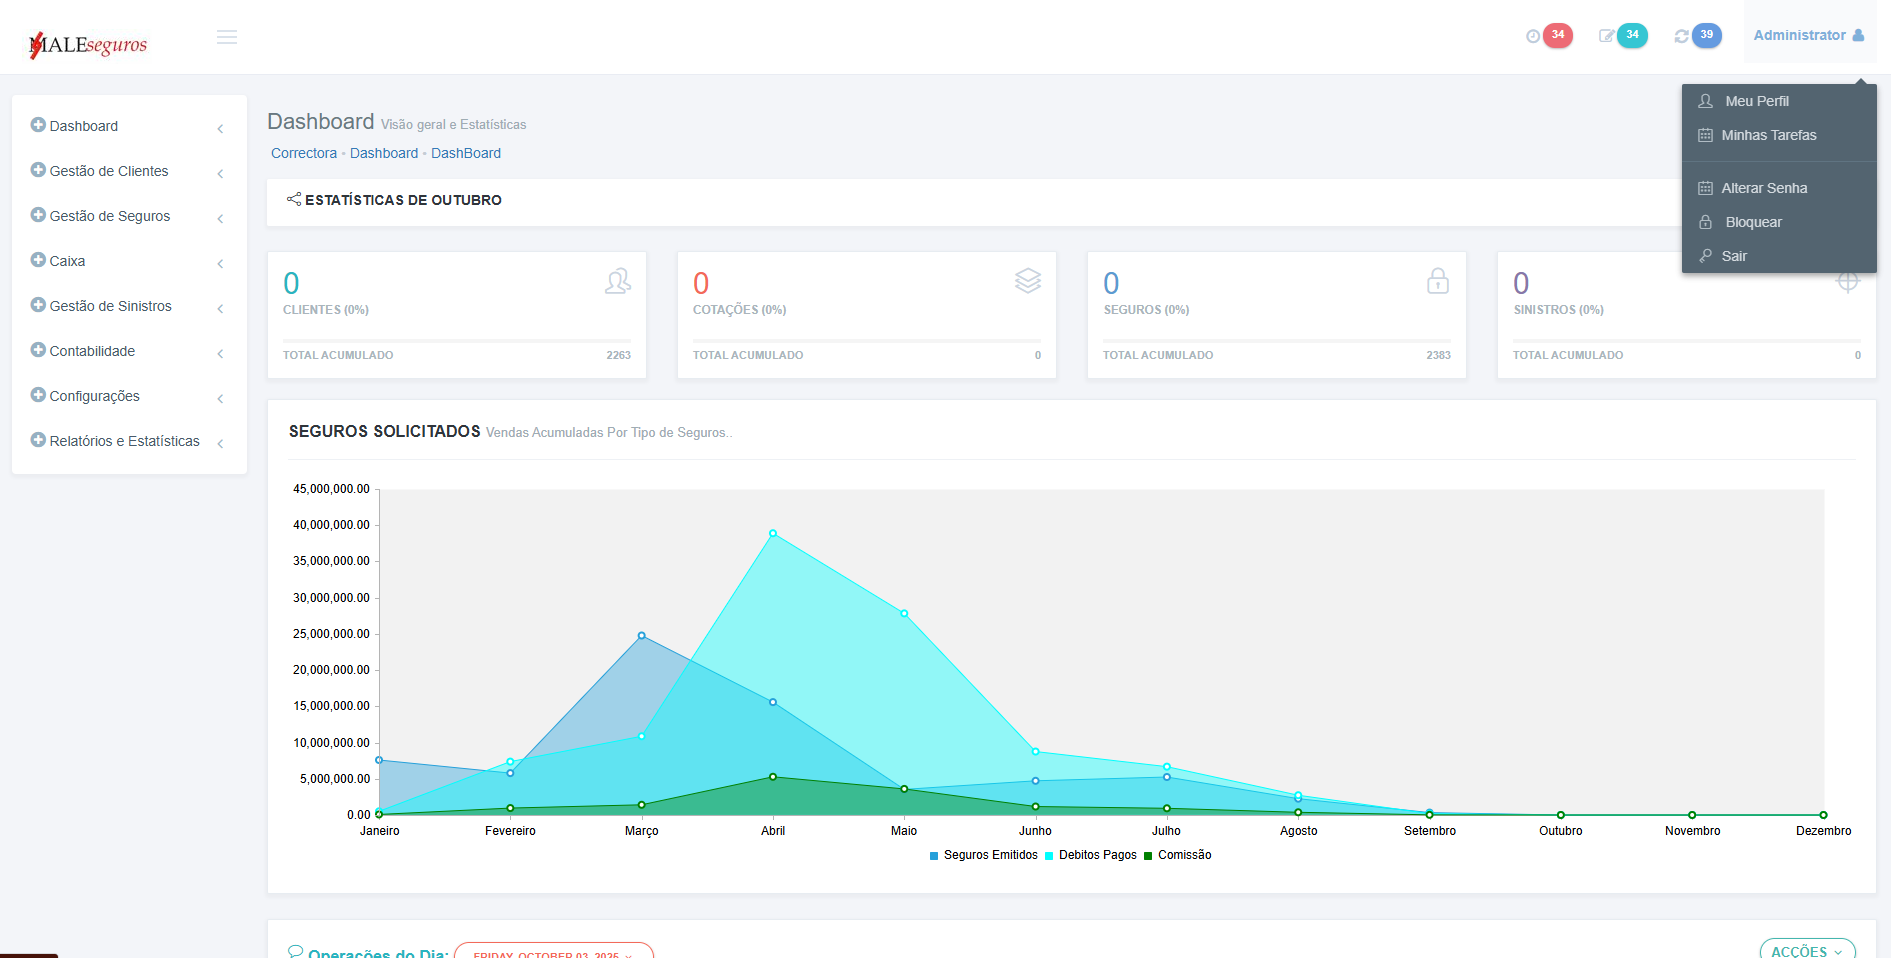 MALEseguros
34
34
39
Administrator
Meu Perfil
Minhas Tarefas
Alterar Senha
Bloquear
Sair
Dashboard
Gestão de Clientes
Gestão de Seguros
Caixa
Gestão de Sinistros
Contabilidade
Configurações
Relatórios e Estatísticas
Dashboard Visão geral e Estatísticas
Correctora • Dashboard • DashBoard
ESTATÍSTICAS DE OUTUBRO
0
CLIENTES (0%)
TOTAL ACUMULADO 2263
0
COTAÇÕES (0%)
TOTAL ACUMULADO 0
0
SEGUROS (0%)
TOTAL ACUMULADO 2383
0
SINISTROS (0%)
TOTAL ACUMULADO 0
SEGUROS SOLICITADOS Vendas Acumuladas Por Tipo de Seguros..
45,000,000.00
40,000,000.00
35,000,000.00
30,000,000.00
25,000,000.00
20,000,000.00
15,000,000.00
10,000,000.00
5,000,000.00
0.00
Janeiro Fevereiro Março Abril Maio Junho Julho Agosto Setembro Outubro Novembro Dezembro
Seguros Emitidos Debitos Pagos Comissão
Operações do Dia: FRIDAY, OCTOBER 03, 2025
ACÇÕES